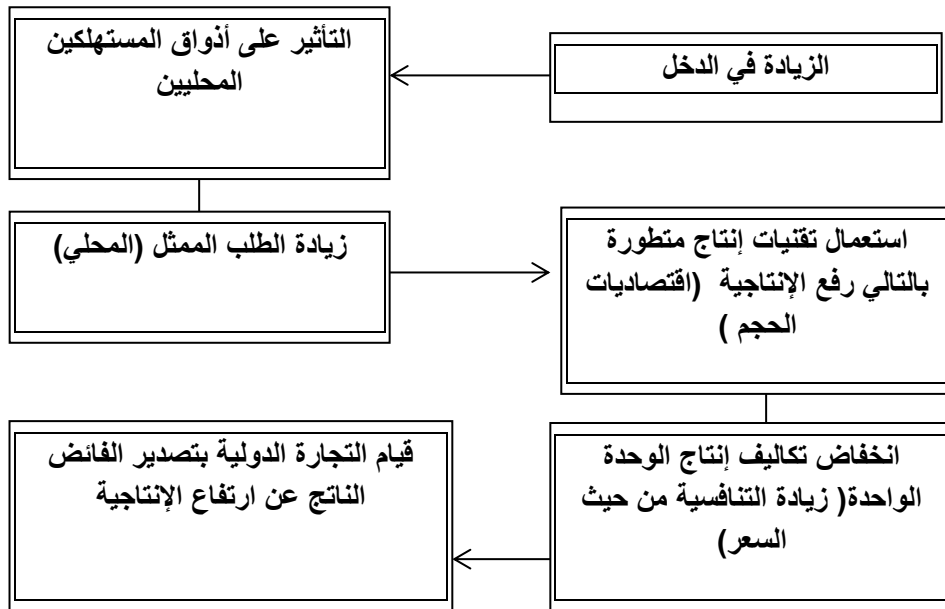 الزيادة في الدخل
التأثير على أذواق المستهلكين
المحليين
زيادة الطلب الممثل (المحلي)
استعمال تقنيات إنتاج متطورة
بالتالي رفع الإنتاجية (اقتصاديات
الحجم )
انخفاض تكاليف إنتاج الوحدة
الواحدة( زيادة التنافسية من حيث
السعر)
قيام التجارة الدولية بتصدير الفائض
الناتج عن ارتفاع الإنتاجية